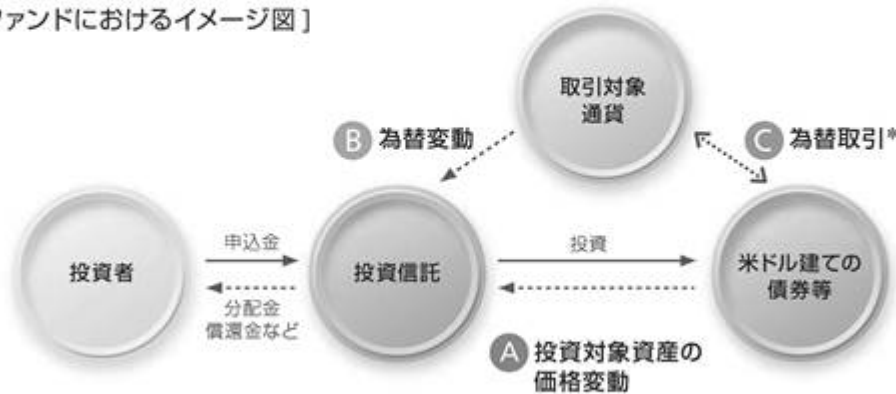 ファンドにおけるイメージ図]
取引対象
通貨
B 為替変動
C 為替取引*
投資者
申込金
分配金
償還金など
投資信託
投資
米ドル建ての
債券等
A 投資対象資産の
価格変動